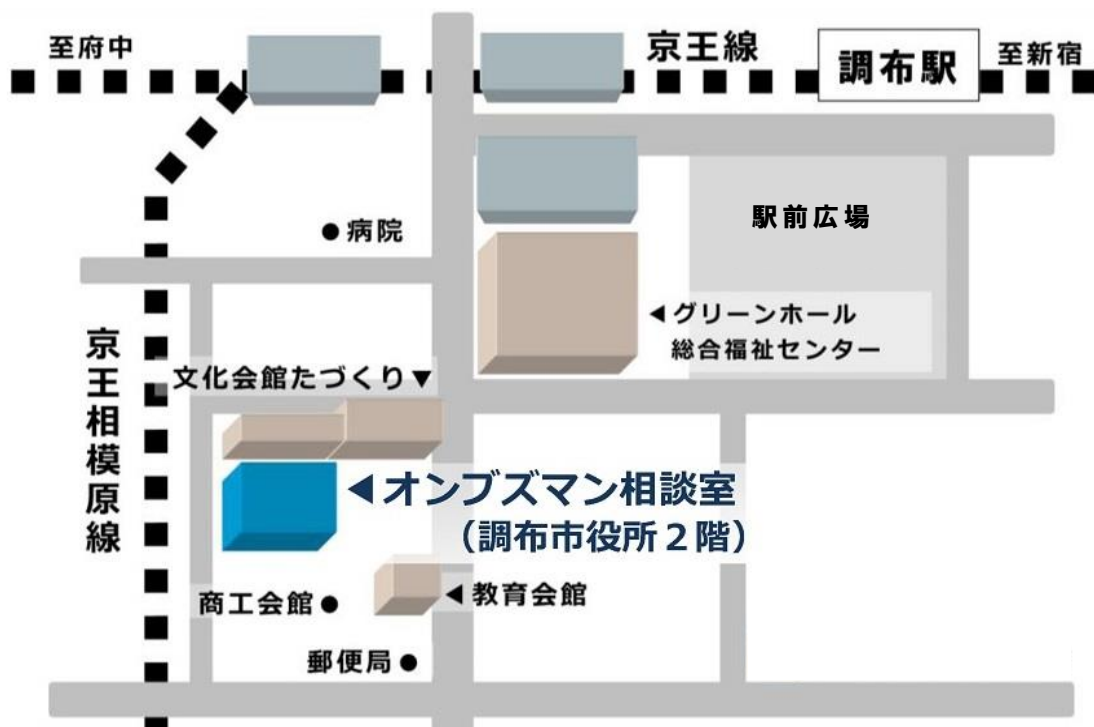 至府中
京王線
調布駅
至新宿
●病院
駅前広場
◀グリーンホール
総合福祉センター
京王相模原線
文化会館たづくり▼
◀オンブズマン相談室
（調布市役所２階）
商工会館●
◀教育会館
郵便局●